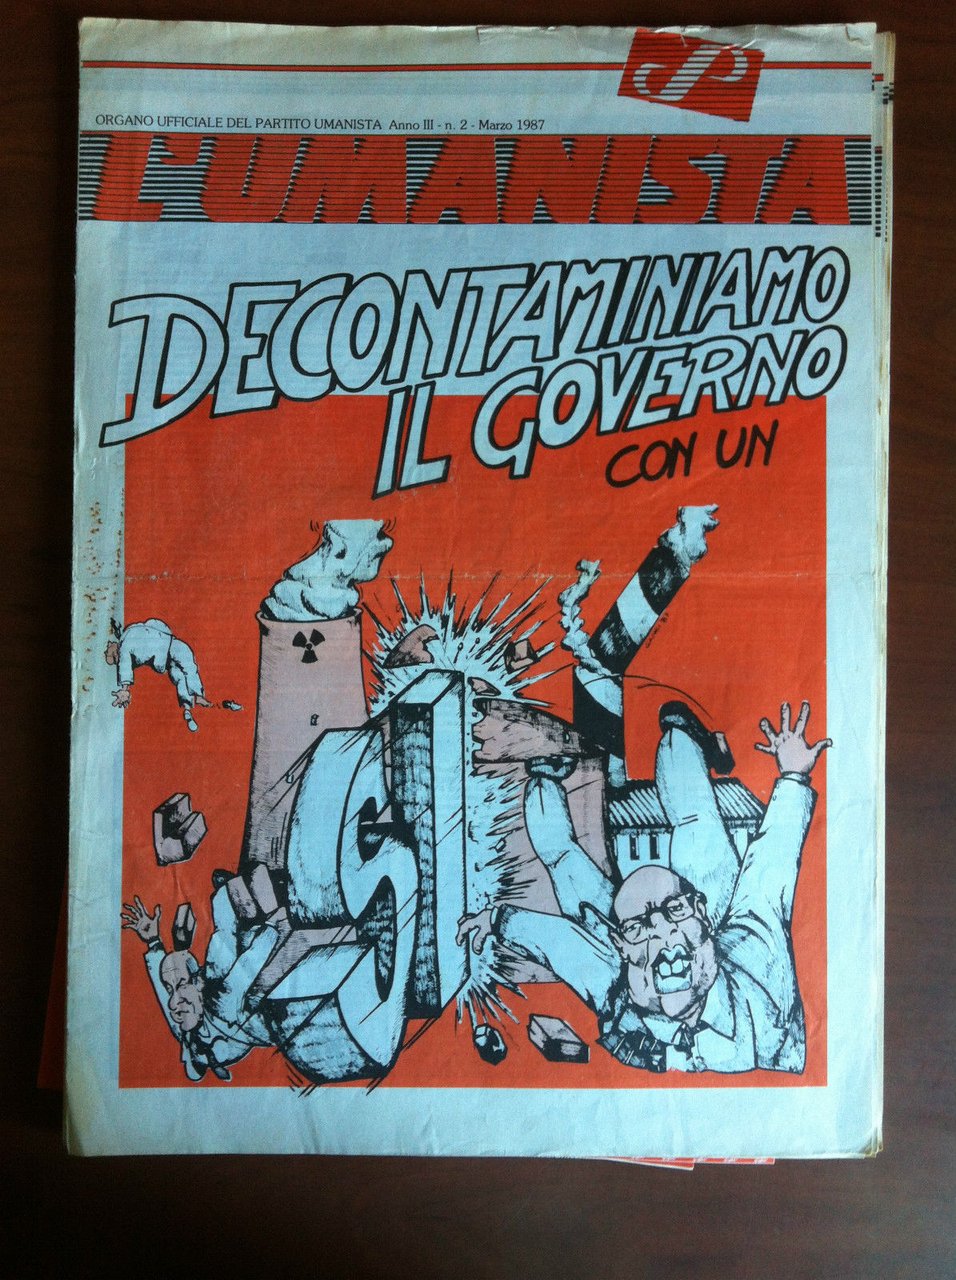 ORGANO UFFICIALE DEL PARTITO UMANISTA Anno III - n. 2 - Marzo 1987
L'UMANISTA
DECONTAMINIAMO
IL GOVERNO
CON UN
SI